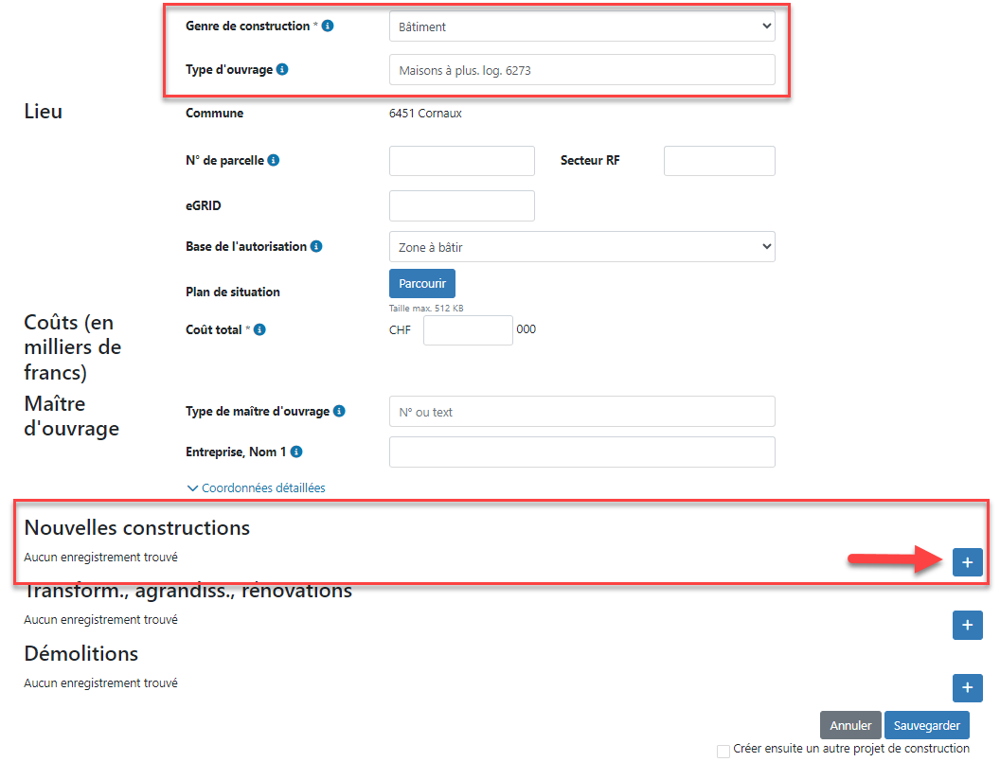 Genre de construction *
Bâtiment
Type d'ouvrage
Maisons à plus. log. 6273
Lieu
Commune
6451 Cornaux
N° de parcelle
Secteur RF
eGRID
Base de l'autorisation
Zone à bâtir
Plan de situation
Parcourir
Taille max. 512 KB
Coûts (en
milliers de
francs)
Coût total *
CHF
000
Maître
d'ouvrage
Type de maître d'ouvrage
N° ou text
Entreprise, Nom 1
Coordonnées détaillées
Nouvelles constructions
Aucun enregistrement trouvé
+
Transform., agrandiss., rénovations
Aucun enregistrement trouvé
+
Démolitions
Aucun enregistrement trouvé
+
Annuler
Sauvegarder
Créer ensuite un autre projet de construction